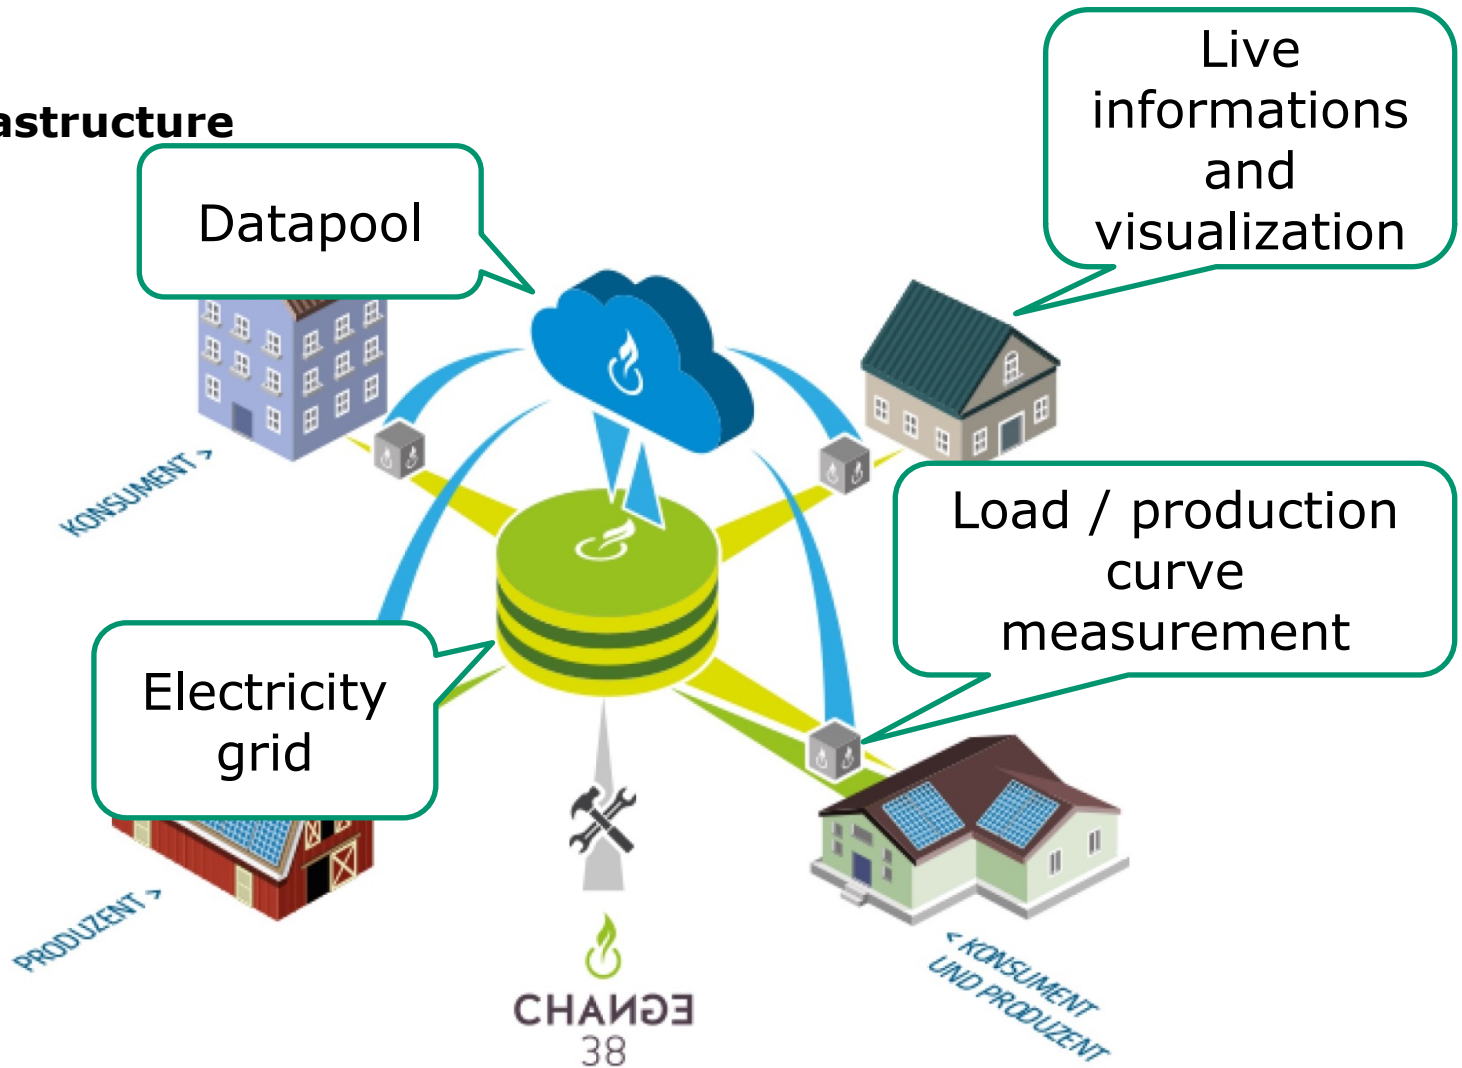 astructure
Live
informations
and
visualization
Datapool
KONSUMENT >
Load / production
curve
measurement
Electricity
grid
PRODUZENT >
< KONSUMENT
UND PRODUZENT
CHANGE
38